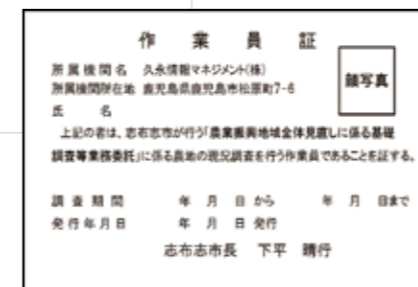 作業員証
所属機関名 久永情報マネジメント(株)
所属機関所在地 鹿児島県鹿児島市松原町7-6
顔写真
氏名
上記の者は、志布志市が行う「農業振興地域全体見直しに係る基礎
調査等業務委託」に係る農地の現況調査を行う作業員であることを証する。
調査期間 年 月 日 から 年 月 日まで
発行年月日 年 月 日 発行
志布志市長 下平 晴行